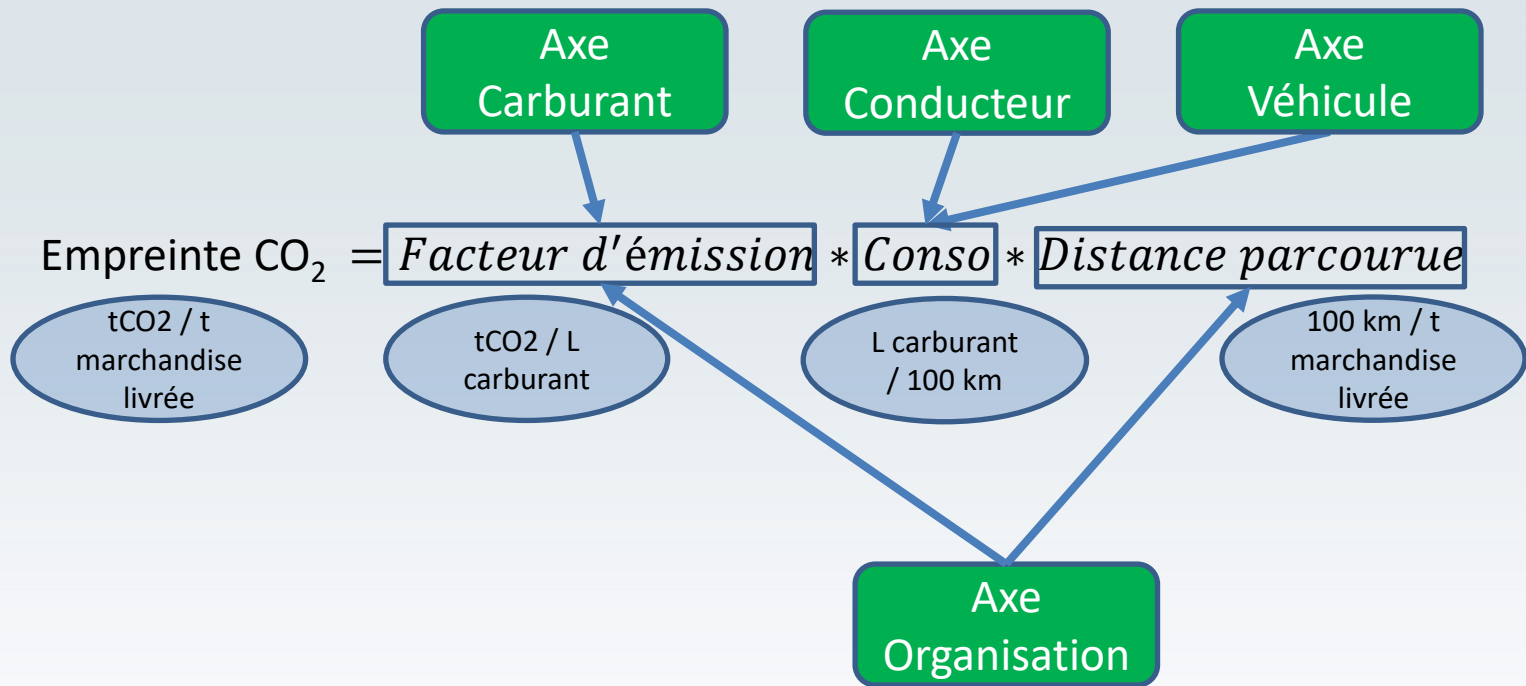 Axe
Carburant
Axe
Conducteur
Axe
Véhicule
Empreinte CO₂ = Facteur d'émission * Conso * Distance parcourue
tCO2 / t
marchandise
livrée
tCO2 / L
carburant
L carburant
/ 100 km
100 km / t
marchandise
livrée
Axe
Organisation